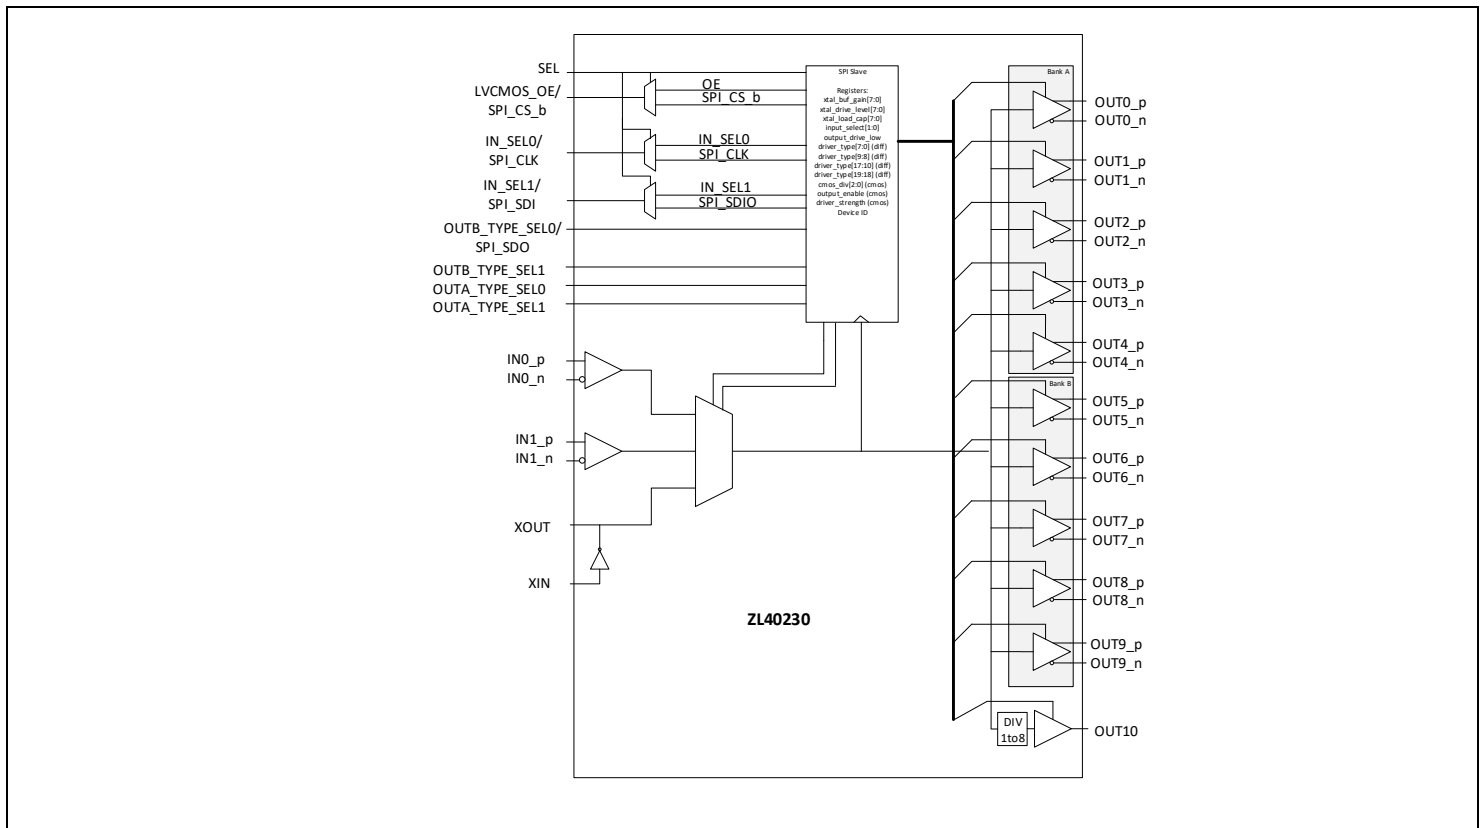 SEL
LVCMOS_OE/
SPI_CS_b
IN_SEL0/
SPI_CLK
IN_SEL1/
SPI_SDI
OUTB_TYPE_SEL0/
SPI_SDO
OUTB_TYPE_SEL1
OUTA_TYPE_SEL0
OUTA_TYPE_SEL1
IN0_p
IN0_n
IN1_p
IN1_n
XOUT
XIN
OE
SPI_CS_b
IN_SEL0
SPI_CLK
IN_SEL1
SPI_SDIO
SPI Slave
Registers:
xtal_buf_gain[7:0]
xtal_drive_level[7:0]
xtal_load_cap[7:0]
input_select[1:0]
output_drive_low
driver_type[7:0] (diff)
driver_type[9:8] (diff)
driver_type[17:10] (diff)
driver_type[19:18] (diff)
cmos_div[2:0] (cmos)
output_enable (cmos)
driver_strength (cmos)
Device ID
ZL40230
Bank A
OUT0_p
OUT0_n
OUT1_p
OUT1_n
OUT2_p
OUT2_n
OUT3_p
OUT3_n
OUT4_p
OUT4_n
Bank B
OUT5_p
OUT5_n
OUT6_p
OUT6_n
OUT7_p
OUT7_n
OUT8_p
OUT8_n
OUT9_p
OUT9_n
DIV
1to8
OUT10